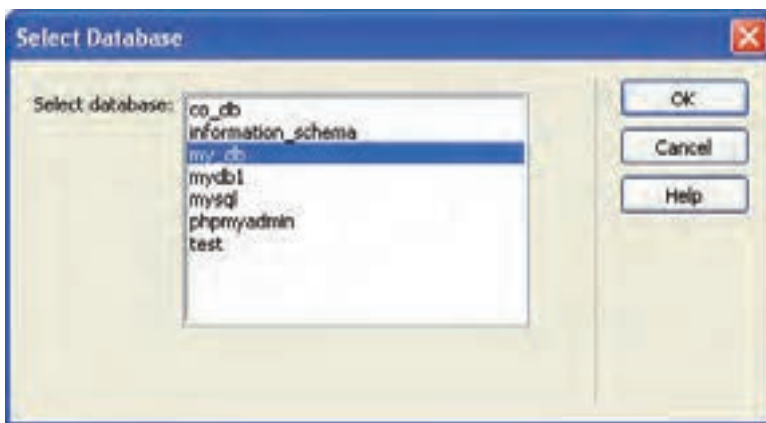 Select Database
Select database:
co_db
information_schema
my_db
mydb1
mysql
phpmyadmin
test
OK
Cancel
Help